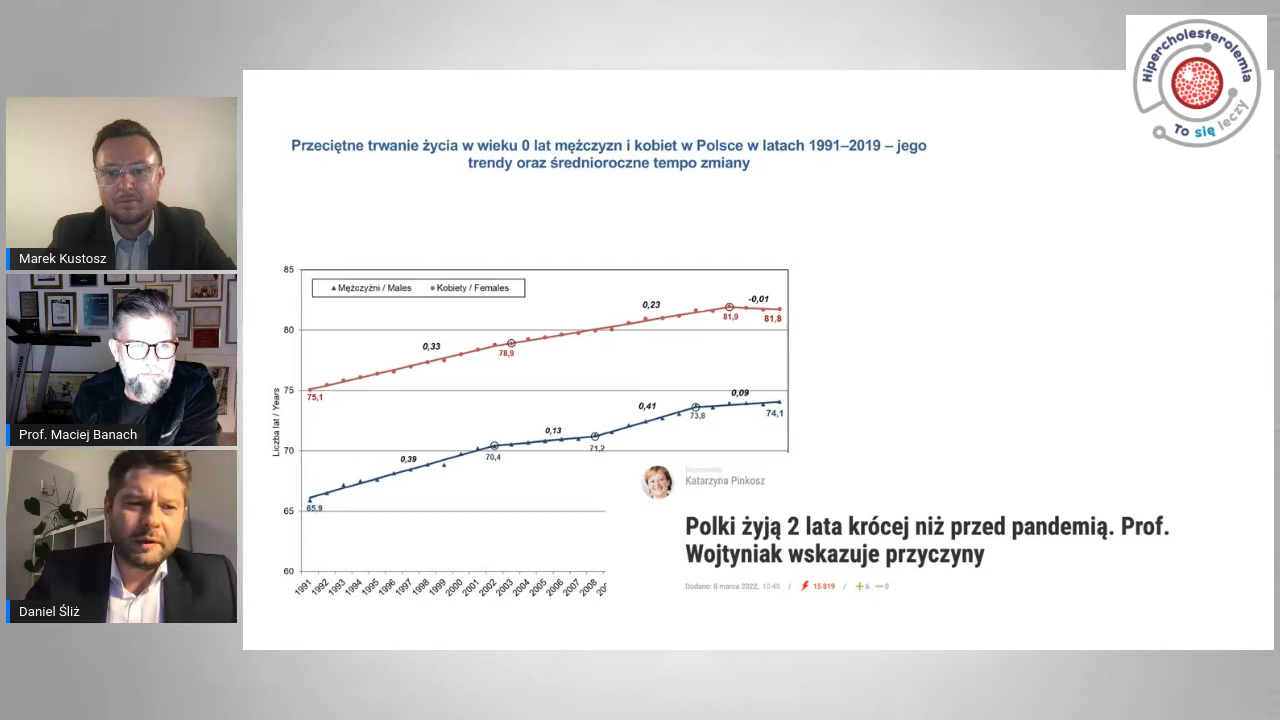 Hipercholesterolemia
To się leczy
Przeciętne trwanie życia w wieku 0 lat mężczyzn i kobiet w Polsce w latach 1991–2019 – jego
trendy oraz średnioroczne tempo zmiany
Marek Kustosz
Prof. Maciej Banach
Daniel Śliż
Liczba lat / Years
85
80
75
70
65
60
Mężczyźni / Males
Kobiety / Females
0,33
0,23
-0,01
75,1
78,9
81,9
81,8
0,39
0,13
0,41
0,09
65,9
70,4
71,2
73,8
74,1
1991 1992 1993 1994 1995 1996 1997 1998 1999 2000 2001 2002 2003 2004 2005 2006 2007 2008
Katarzyna Pinkosz
Polki żyją 2 lata krócej niż przed pandemią. Prof.
Wojtyniak wskazuje przyczyny
Dodano: 8 marca 2022, 10:45 / 15 819 / +6 —0